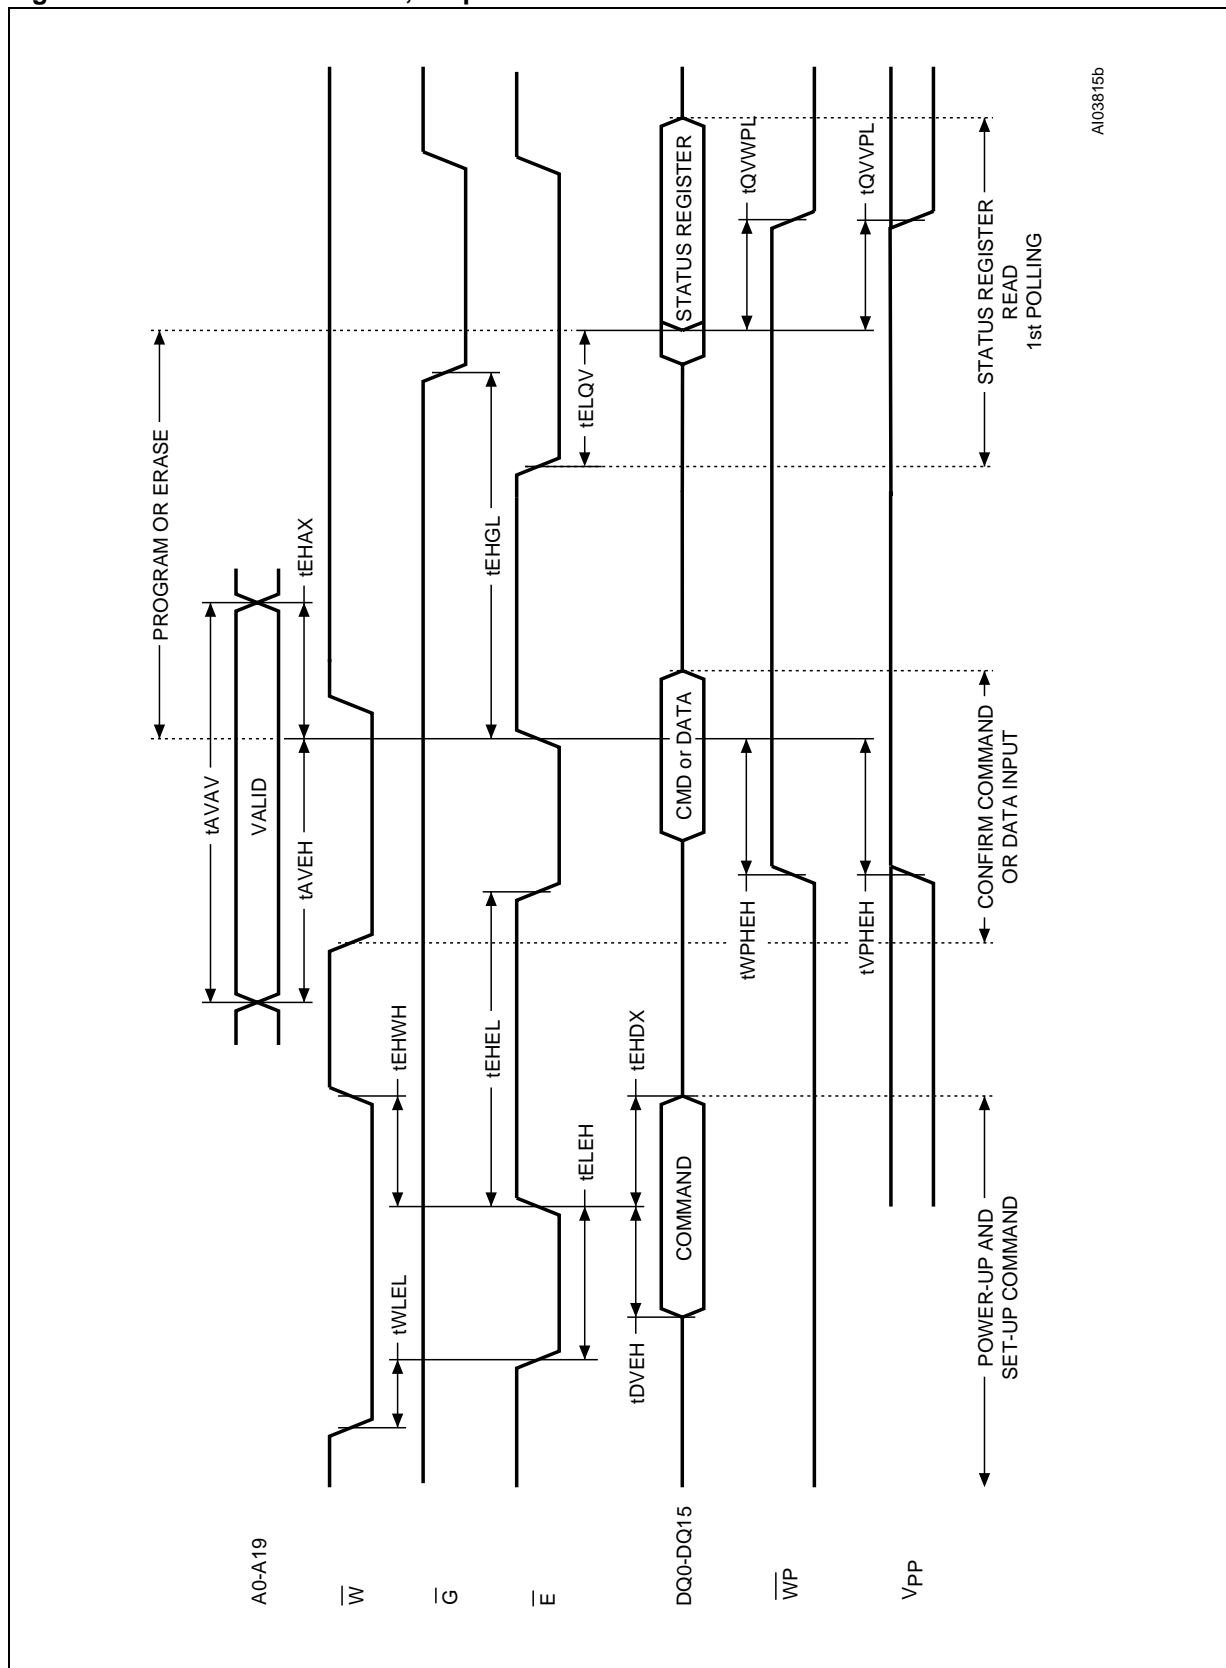 A0-A19
VALID
tAVAV
tAVEH
tEHAX
PROGRAM OR ERASE
W
tWLEL
tEHWH
G
tEHEL
tEHGL
E
tELEH
tELQV
tDVEH
tEHDX
DQ0-DQ15
COMMAND
CMD or DATA
STATUS REGISTER
tWPHEH
tQVWPL
WP
tVPHEH
tQVVPL
VPP
POWER-UP AND
SET-UP COMMAND
CONFIRM COMMAND
OR DATA INPUT
STATUS REGISTER
READ
1st POLLING
AI03815b